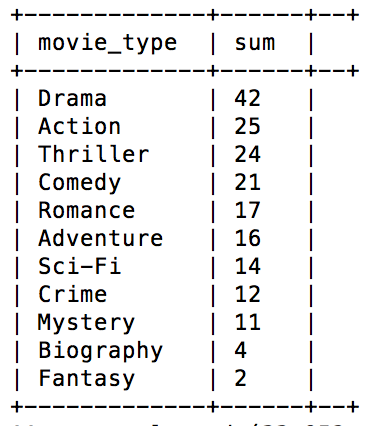 +---------------+-------+--+
| movie_type | sum |
+---------------+-------+--+
| Drama | 42 |
| Action | 25 |
| Thriller | 24 |
| Comedy | 21 |
| Romance | 17 |
| Adventure | 16 |
| Sci-Fi | 14 |
| Crime | 12 |
| Mystery | 11 |
| Biography | 4 |
| Fantasy | 2 |
+---------------+-------+--+